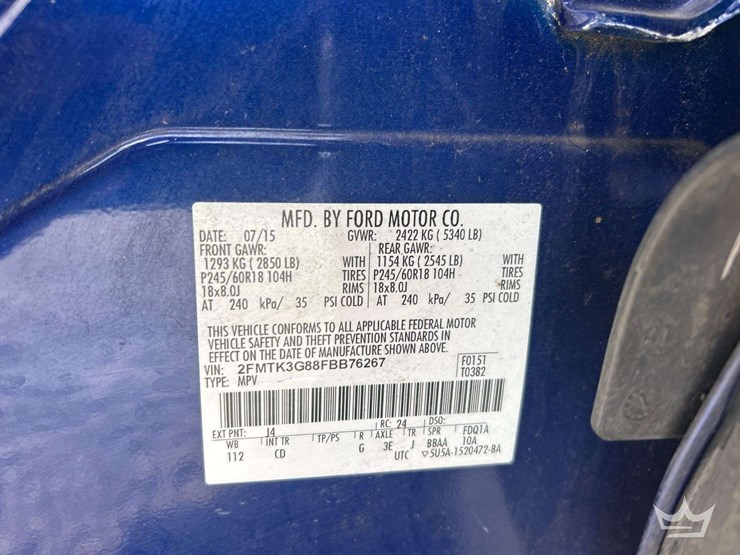 MFD. BY FORD MOTOR CO.
DATE: 07/15 GVWR: 2422 KG ( 5340 LB)
FRONT GAWR: REAR GAWR:
1293 KG ( 2850 LB) WITH 1154 KG ( 2545 LB) WITH
P245/60R18 104H TIRES P245/60R18 104H TIRES
18x8.0J RIMS 18x8.0J RIMS
AT 240 kPa/ 35 PSI COLD AT 240 kPa/ 35 PSI COLD
THIS VEHICLE CONFORMS TO ALL APPLICABLE FEDERAL MOTOR
VEHICLE SAFETY AND THEFT PREVENTION STANDARDS IN
EFFECT ON THE DATE OF MANUFACTURE SHOWN ABOVE.
VIN: 2FMTK3G88FBB76267 F0151
TYPE: MPV T0382
EXT PNT: J4 RC: 24 DSO: FDQ1A
WB INT TR TP/PS R AXLE TR SPR 10A
112 CD G 3E J BBAA
UTC ▽5U5A-1520472-BA